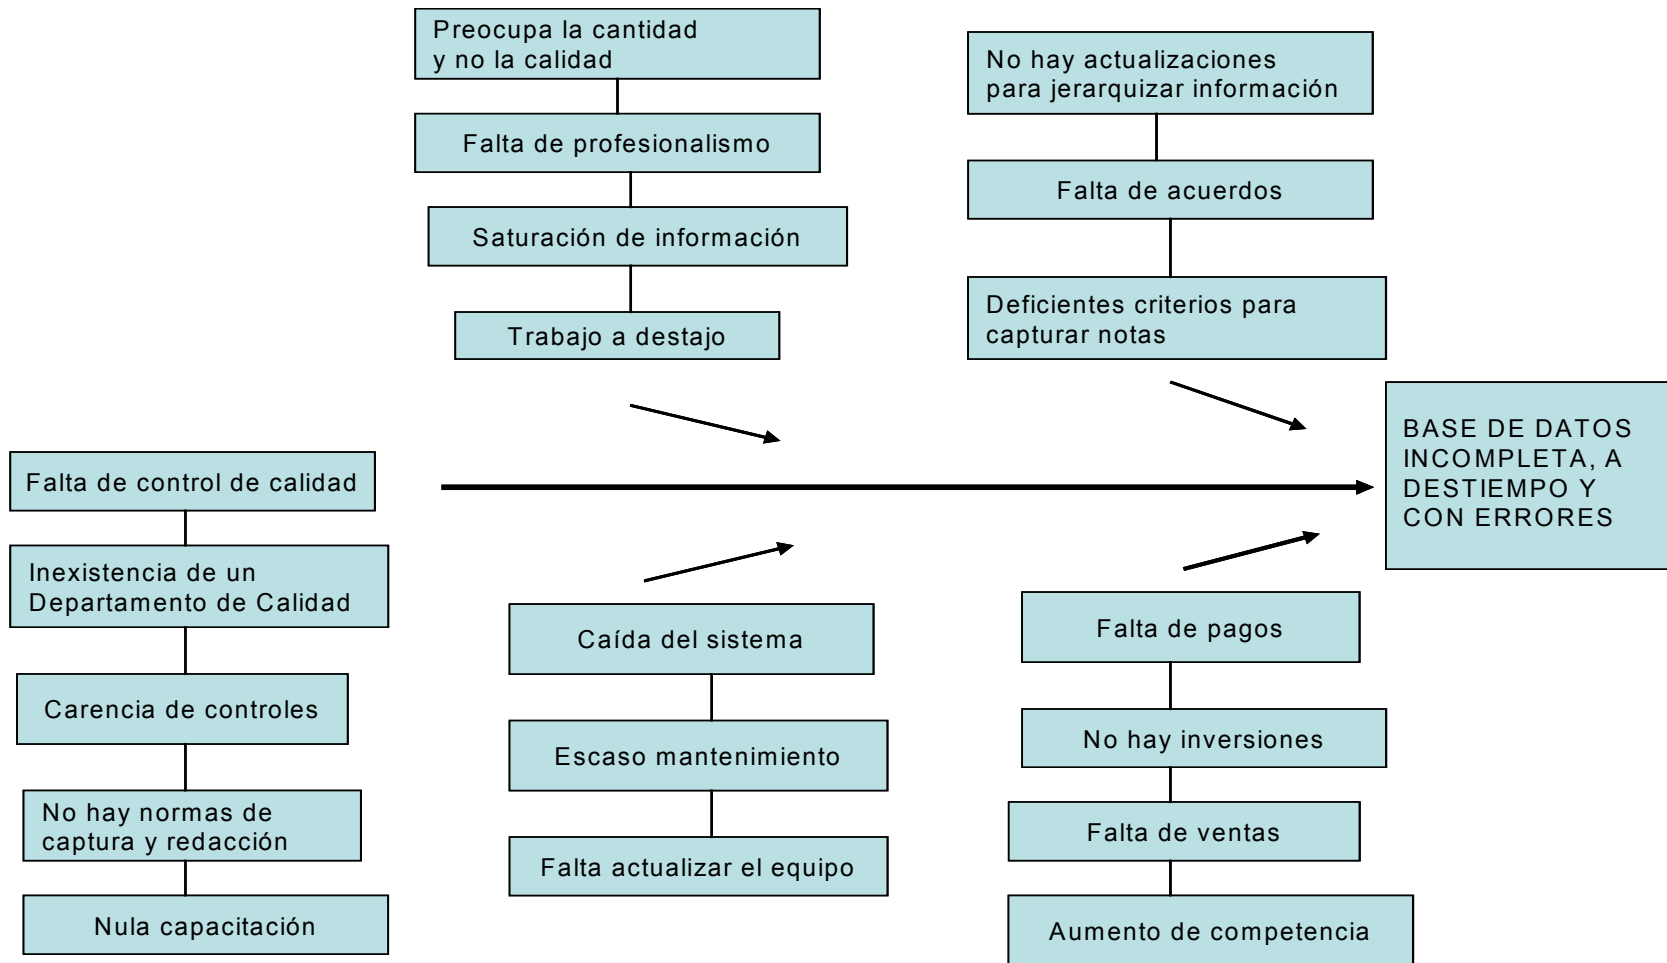 Preocupa la cantidad
y no la calidad
Falta de profesionalismo
Saturación de información
Trabajo a destajo
No hay actualizaciones
para jerarquizar información
Falta de acuerdos
Deficientes criterios para
capturar notas
BASE DE DATOS
INCOMPLETA, A
DESTIEMPO Y
CON ERRORES
Falta de control de calidad
Inexistencia de un
Departamento de Calidad
Carencia de controles
No hay normas de
captura y redacción
Nula capacitación
Caída del sistema
Escaso mantenimiento
Falta actualizar el equipo
Falta de pagos
No hay inversiones
Falta de ventas
Aumento de competencia